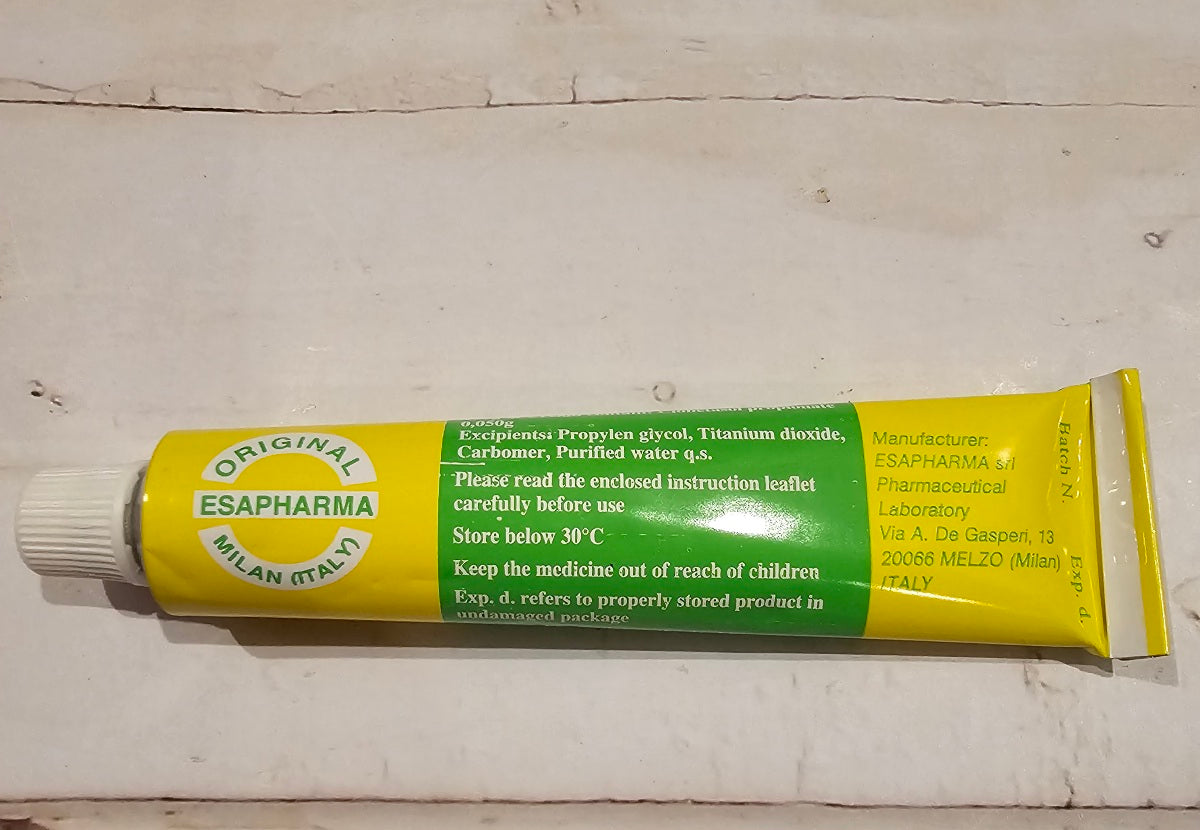 ORIGINAL
ESAPHARMA
MILAN (ITALY)
propionate
0,050g
Excipients: Propylen glycol, Titanium dioxide,
Carbomer, Purified water q.s.
Please read the enclosed instruction leaflet
carefully before use
Store below 30°C
Keep the medicine out of reach of children
Exp. d. refers to properly stored product in
undamaged package
Manufacturer:
ESAPHARMA srl
Pharmaceutical
Laboratory
Via A. De Gasperi, 13
20066 MELZO (Milan)
ITALY
Batch N.
Exp. d.